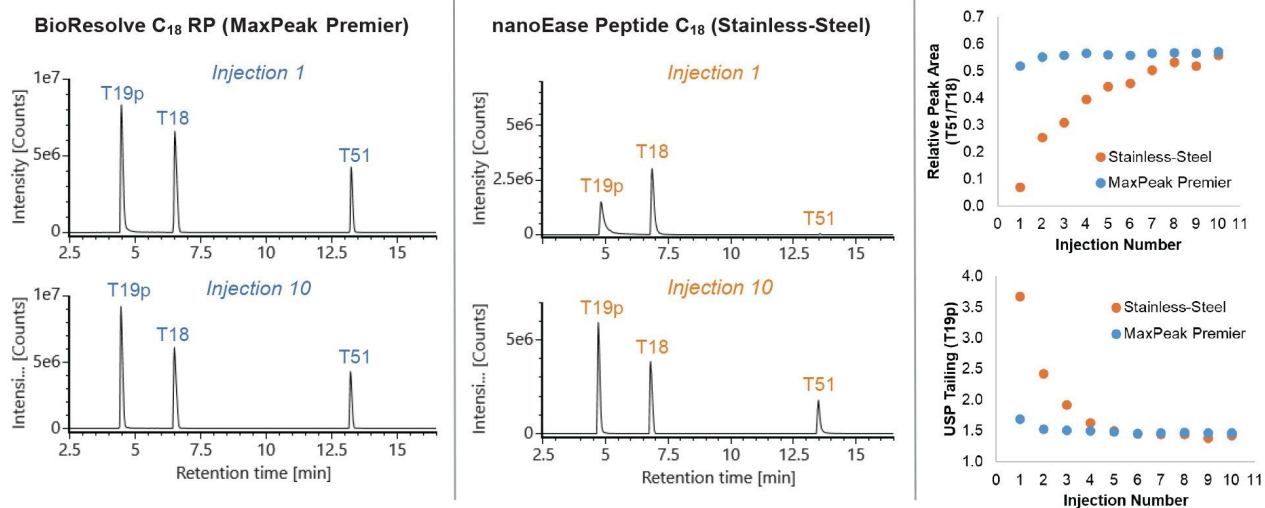 BioResolve C₁₈ RP (MaxPeak Premier)
Injection 1
1e7
5e6
0
Intensity [Counts]
T19p
T18
T51
2.5 5 7.5 10 12.5 15
Injection 10
1e7
5e6
0
Intensi... [Counts]
T19p
T18
T51
2.5 5 7.5 10 12.5 15
Retention time [min]
nanoEase Peptide C₁₈ (Stainless-Steel)
Injection 1
5e6
2.5e6
0
Intensity [Counts]
T19p
T18
T51
2.5 5 7.5 10 12.5 15
Injection 10
5e6
0
Intensi... [Counts]
T19p
T18
T51
2.5 5 7.5 10 12.5 15
Retention time [min]
0.7
0.6
0.5
0.4
0.3
0.2
0.1
0.0
Relative Peak Area
(T51/T18)
Stainless-Steel
MaxPeak Premier
0 1 2 3 4 5 6 7 8 9 10 11
Injection Number
4.0
3.5
3.0
2.5
2.0
1.5
1.0
USP Tailing (T19p)
Stainless-Steel
MaxPeak Premier
0 1 2 3 4 5 6 7 8 9 10 11
Injection Number